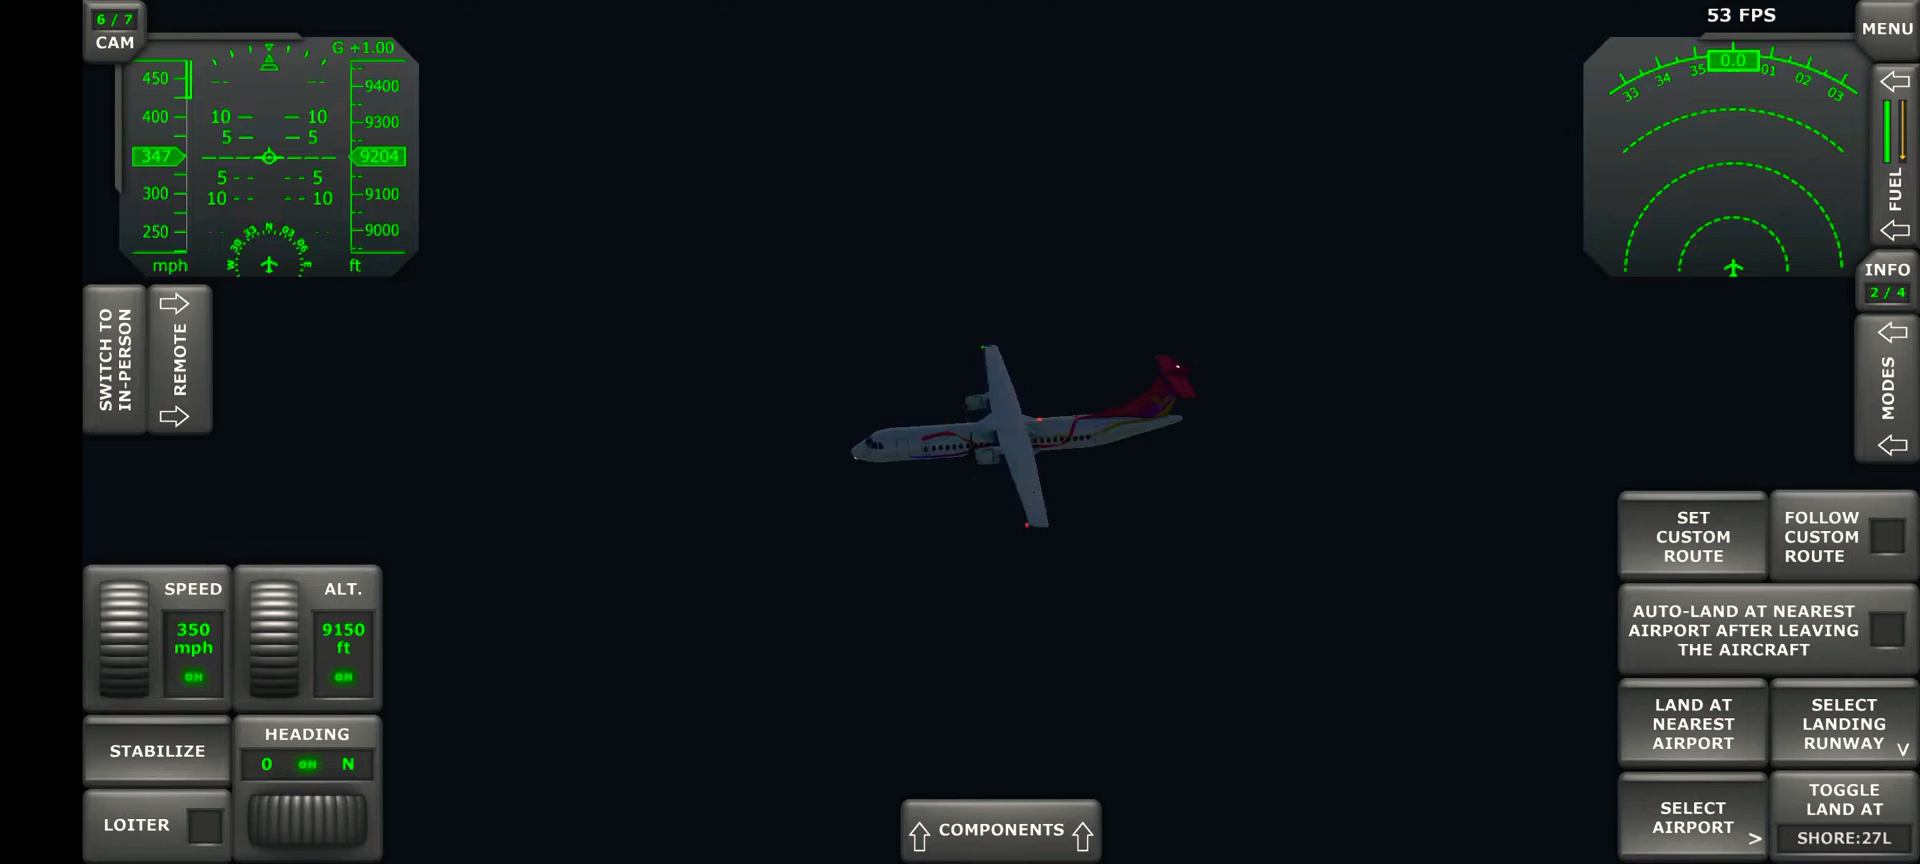 6 / 7
CAM
G +1.00
450
400
347
300
250
mph
10 10
5 5
5 5
10 10
9400
9300
9204
9100
9000
ft
30 33 N 03 06
W E
53 FPS
MENU
33 34 35 0.0 01 02 03
FUEL
INFO
2 / 4
MODES
SWITCH TO
IN-PERSON
REMOTE
SPEED
350
mph
ON
ALT.
9150
ft
ON
STABILIZE
HEADING
0 ON N
LOITER
COMPONENTS
SET
CUSTOM
ROUTE
FOLLOW
CUSTOM
ROUTE
AUTO-LAND AT NEAREST
AIRPORT AFTER LEAVING
THE AIRCRAFT
LAND AT
NEAREST
AIRPORT
SELECT
LANDING
RUNWAY
SELECT
AIRPORT
TOGGLE
LAND AT
SHORE:27L